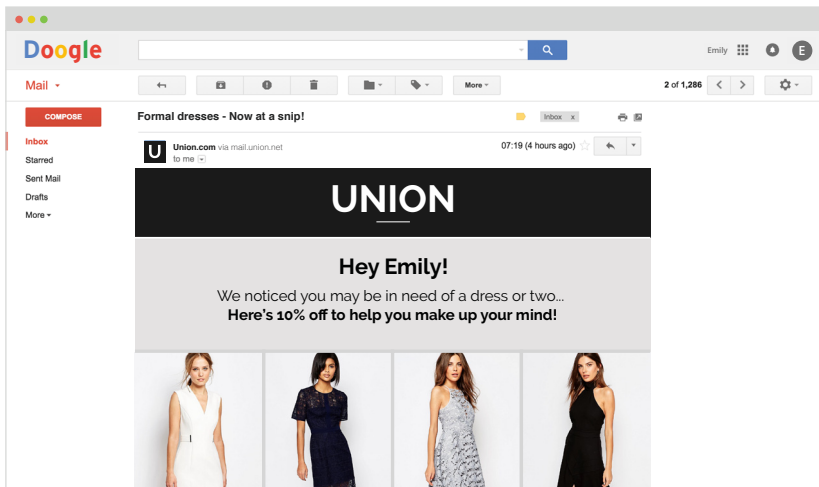 Doogle
Emily
E
Mail
More
2 of 1,286
COMPOSE
Inbox
Starred
Sent Mail
Drafts
More
Formal dresses - Now at a snip!
Inbox x
U
Union.com via mail.union.net
07:19 (4 hours ago)
to me
UNION
Hey Emily!
We noticed you may be in need of a dress or two...
Here's 10% off to help you make up your mind!